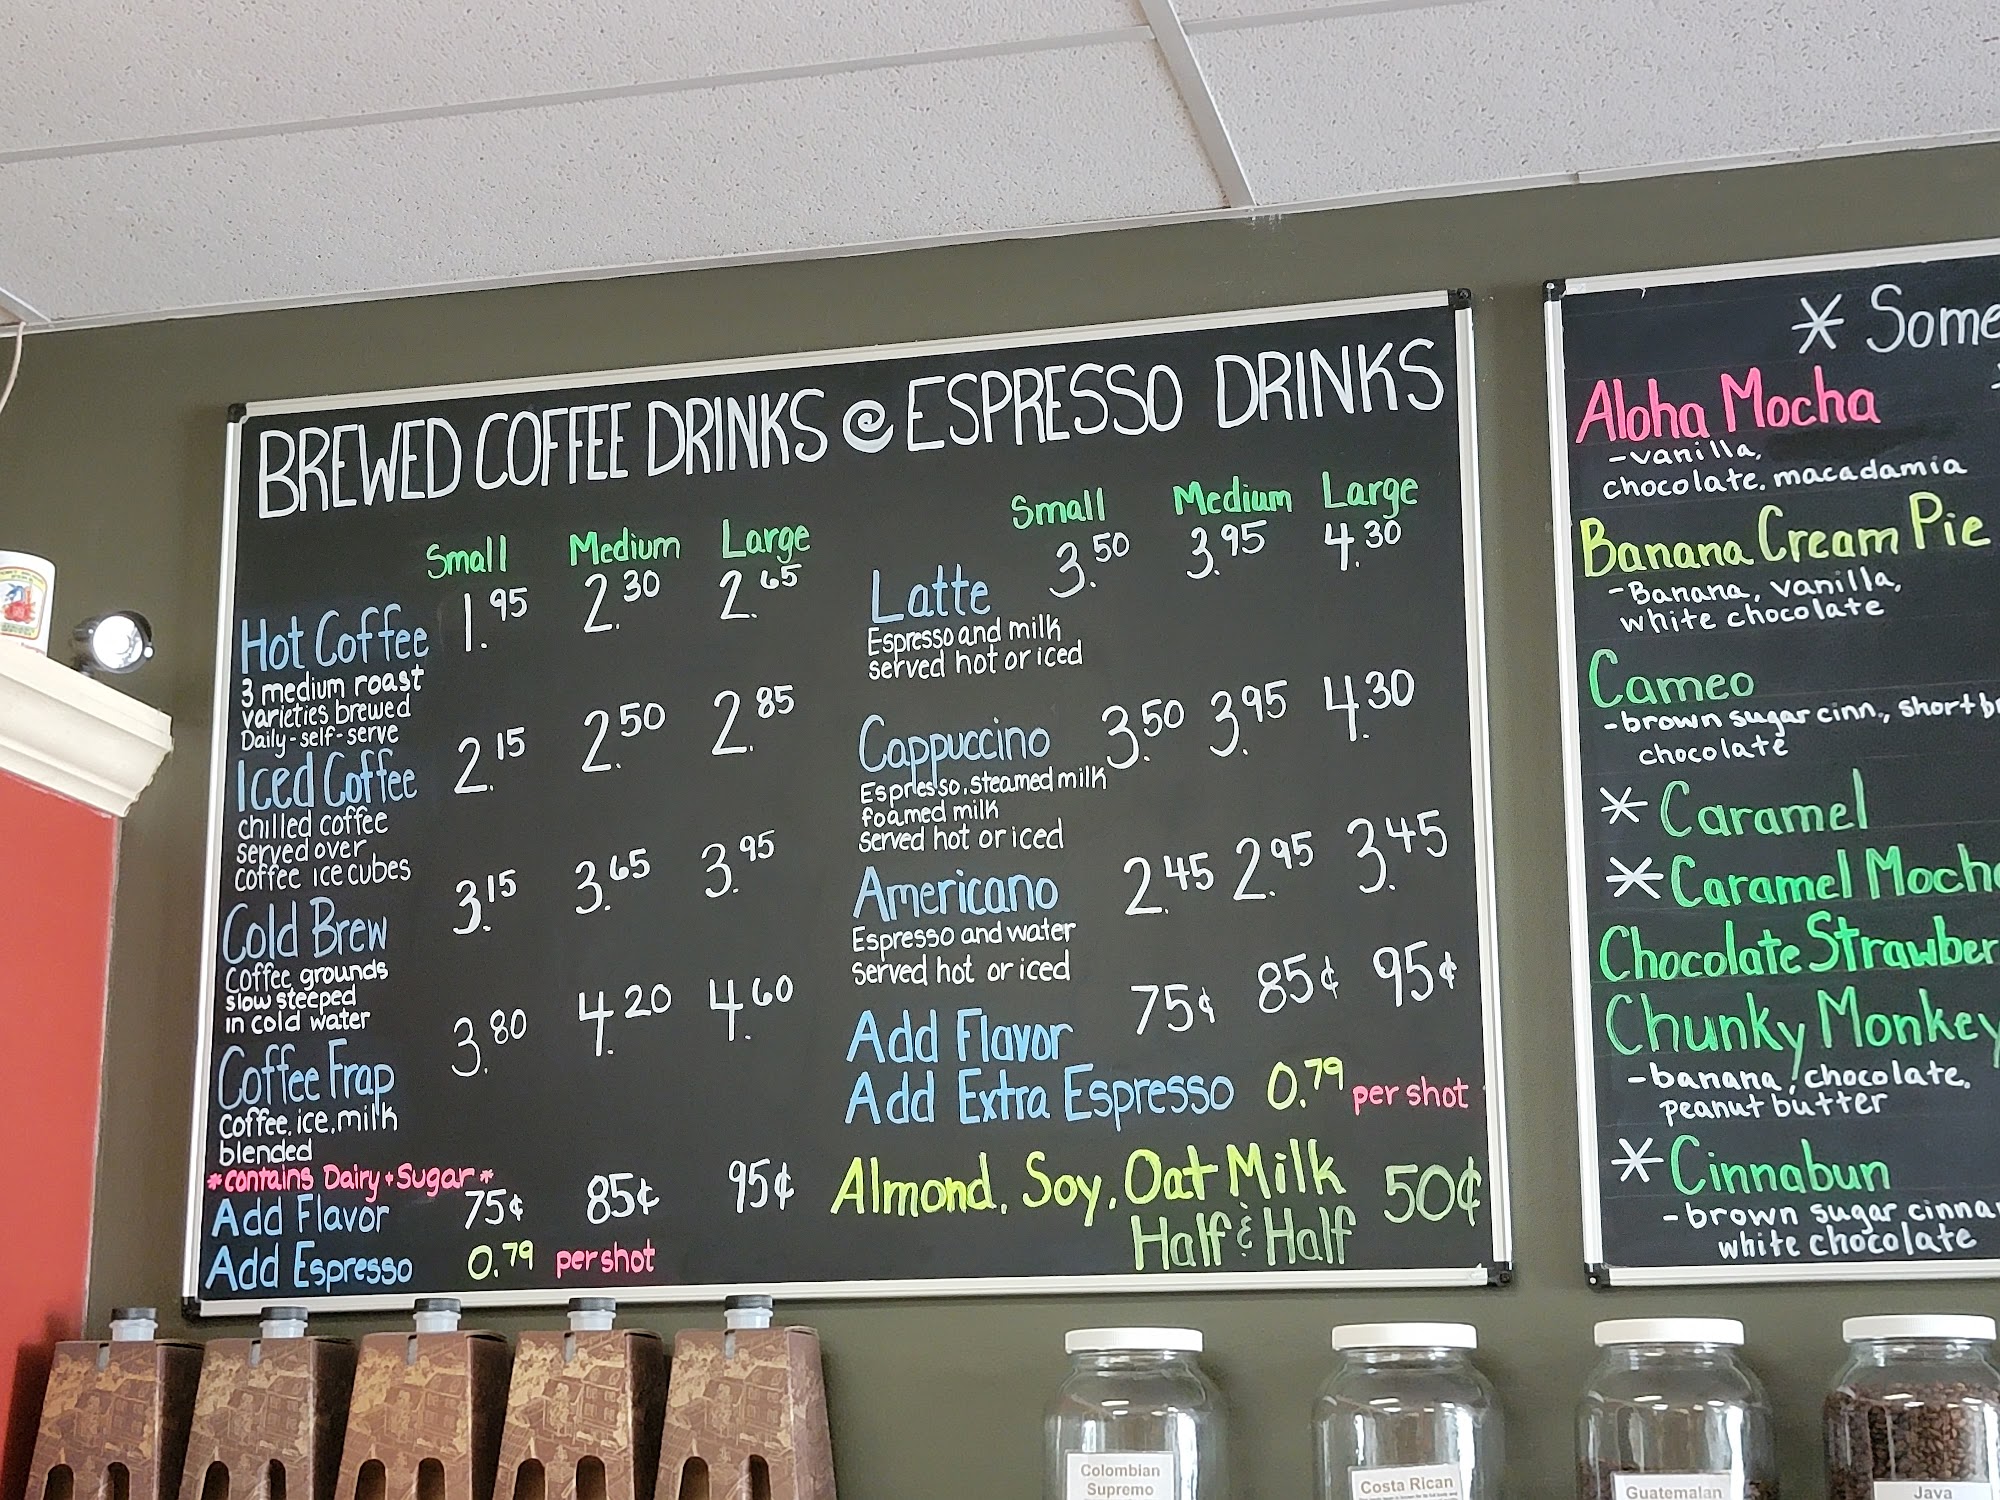 BREWED COFFEE DRINKS ESPRESSO DRINKS
Small Medium Large
Hot Coffee 1.95 2.30 2.65
3 medium roast
varieties brewed
Daily-self-serve
Iced Coffee 2.15 2.50 2.85
chilled coffee
served over
coffee ice cubes
Cold Brew 3.15 3.65 3.95
Coffee grounds
slow steeped
in cold water
Coffee Frap 3.80 4.20 4.60
Coffee, ice, milk
blended
*contains Dairy + Sugar*
Add Flavor 75¢ 85¢ 95¢
Add Espresso 0.79 per shot
Small Medium Large
Latte 3.50 3.95 4.30
Espresso and milk
served hot or iced
Cappuccino 3.50 3.95 4.30
Espresso, steamed milk
foamed milk
served hot or iced
Americano 2.45 2.95 3.45
Espresso and water
served hot or iced
Add Flavor 75¢ 85¢ 95¢
Add Extra Espresso 0.79 per shot
Almond, Soy, Oat Milk 50¢
Half & Half
* Some
Aloha Mocha
-vanilla,
chocolate, macadamia
Banana Cream Pie
-Banana, vanilla,
white chocolate
Cameo
-brown sugar cinn., short b
chocolate
* Caramel
* Caramel Moch
Chocolate Strawber
Chunky Monkey
-banana, chocolate,
peanut butter
* Cinnabun
-brown sugar cinna
white chocolate
Colombian
Supremo
Costa Rican
Guatemalan
Java